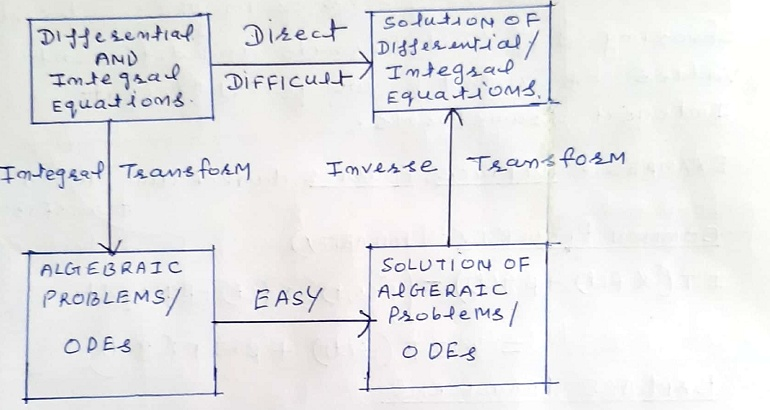 Differential
AND
Integral
Equations.
Direct
DIFFICULT
SOLUTION OF
Differential/
Integral
Equations.
Integral Transform
Inverse Transform
ALGEBRAIC
PROBLEMS/
ODEs
EASY
SOLUTION OF
AlGERAIC
Problems/
ODEs